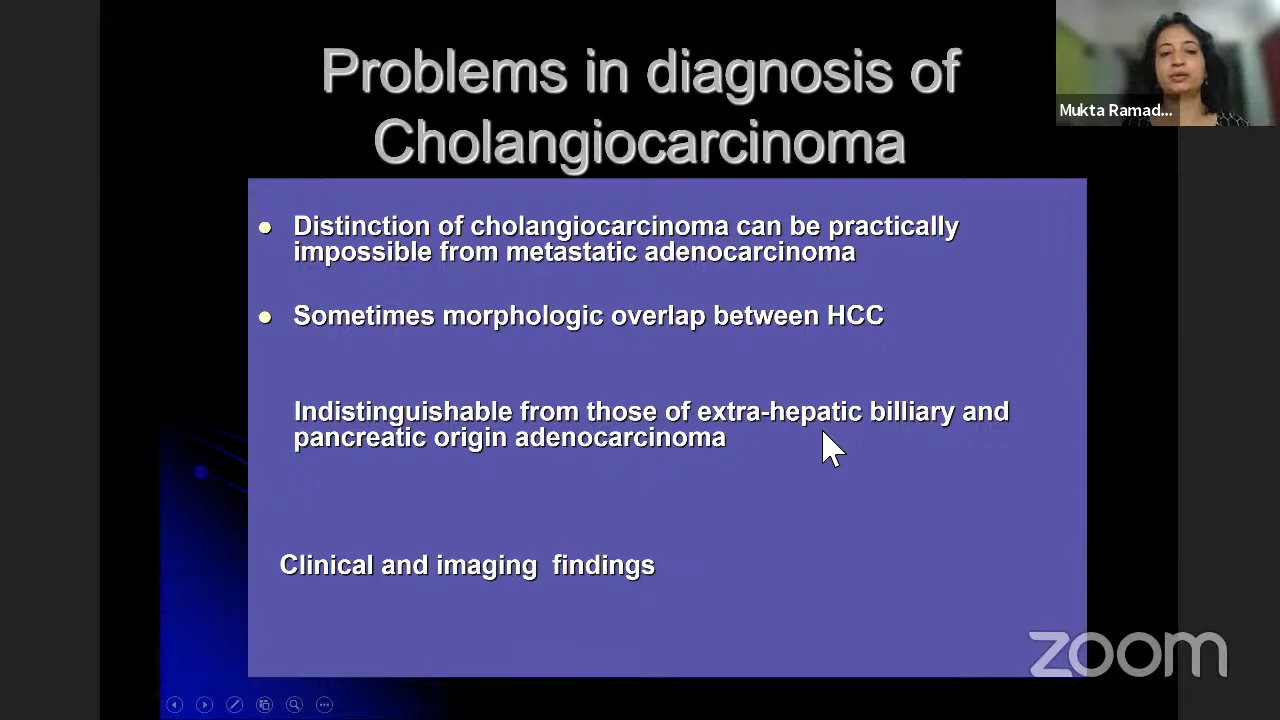 Problems in diagnosis of
Cholangiocarcinoma
Mukta Ramad...
Distinction of cholangiocarcinoma can be practically
impossible from metastatic adenocarcinoma
Sometimes morphologic overlap between HCC
Indistinguishable from those of extra-hepatic billiary and
pancreatic origin adenocarcinoma
Clinical and imaging findings
zoom